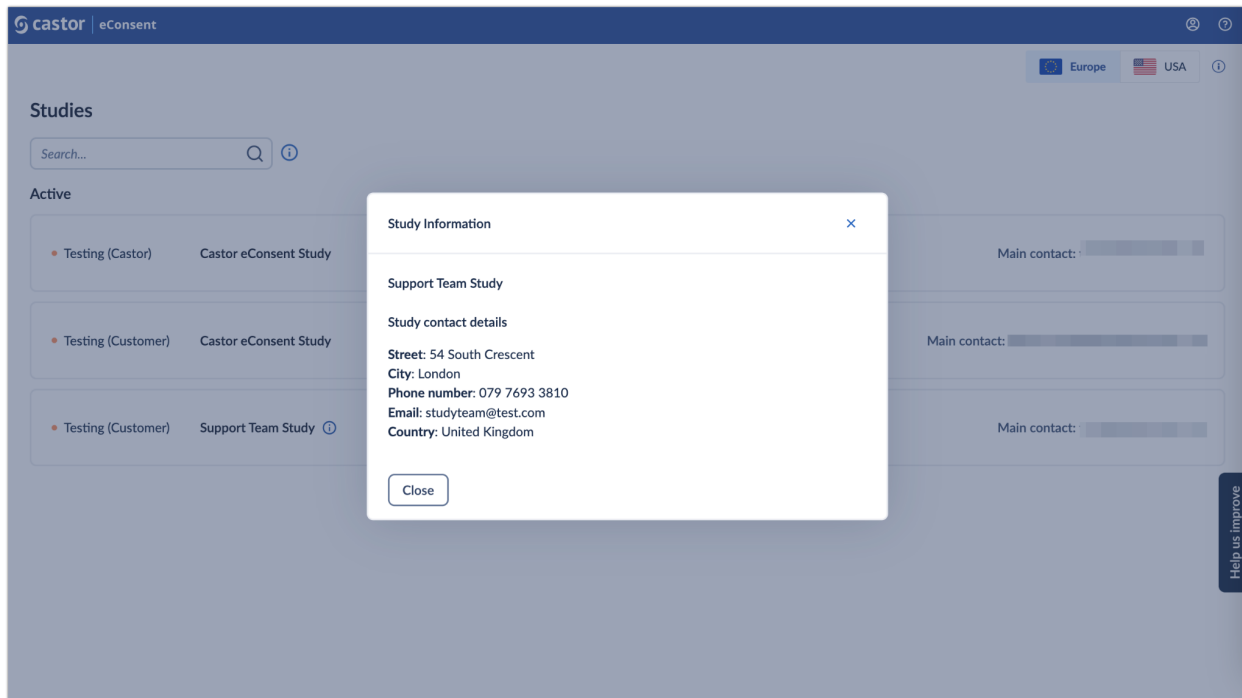 castor | eConsent
Europe
USA
Studies
Search...
Active
Testing (Castor) Castor eConsent Study Main contact:
Testing (Customer) Castor eConsent Study Main contact:
Testing (Customer) Support Team Study Main contact:
Study Information
Support Team Study
Study contact details
Street: 54 South Crescent
City: London
Phone number: 079 7693 3810
Email: studyteam@test.com
Country: United Kingdom
Close
Help us improve